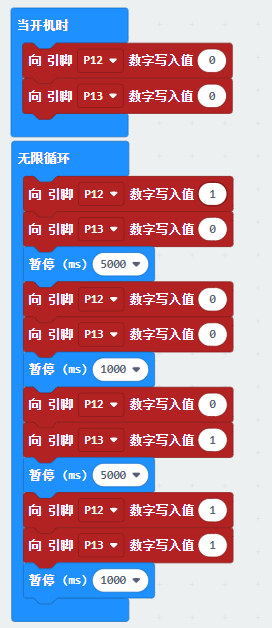 当开机时
向 引脚 P12 数字写入值 0
向 引脚 P13 数字写入值 0
无限循环
向 引脚 P12 数字写入值 1
向 引脚 P13 数字写入值 0
暂停 (ms) 5000
向 引脚 P12 数字写入值 0
向 引脚 P13 数字写入值 0
暂停 (ms) 1000
向 引脚 P12 数字写入值 0
向 引脚 P13 数字写入值 1
暂停 (ms) 5000
向 引脚 P12 数字写入值 1
向 引脚 P13 数字写入值 1
暂停 (ms) 1000